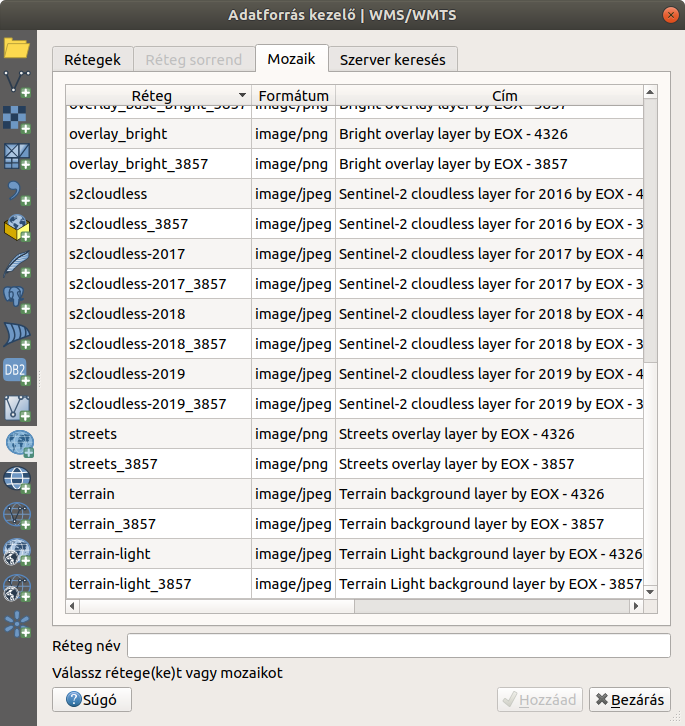 Adatforrás kezelő | WMS/WMTS
Rétegek Réteg sorrend Mozaik Szerver keresés
Réteg Formátum Cím
overlay_base_bright_3857 image/png Bright overlay layer by EOX - 3857
overlay_bright image/png Bright overlay layer by EOX - 4326
overlay_bright_3857 image/png Bright overlay layer by EOX - 3857
s2cloudless image/jpeg Sentinel-2 cloudless layer for 2016 by EOX - 4
s2cloudless_3857 image/jpeg Sentinel-2 cloudless layer for 2016 by EOX - 3
s2cloudless-2017 image/jpeg Sentinel-2 cloudless layer for 2017 by EOX - 4
s2cloudless-2017_3857 image/jpeg Sentinel-2 cloudless layer for 2017 by EOX - 3
s2cloudless-2018 image/jpeg Sentinel-2 cloudless layer for 2018 by EOX - 4
s2cloudless-2018_3857 image/jpeg Sentinel-2 cloudless layer for 2018 by EOX - 3
s2cloudless-2019 image/jpeg Sentinel-2 cloudless layer for 2019 by EOX - 4
s2cloudless-2019_3857 image/jpeg Sentinel-2 cloudless layer for 2019 by EOX - 3
streets image/png Streets overlay layer by EOX - 4326
streets_3857 image/png Streets overlay layer by EOX - 3857
terrain image/jpeg Terrain background layer by EOX - 4326
terrain_3857 image/jpeg Terrain background layer by EOX - 3857
terrain-light image/jpeg Terrain Light background layer by EOX - 4326
terrain-light_3857 image/jpeg Terrain Light background layer by EOX - 3857
DB2
Réteg név
Válassz rétege(ke)t vagy mozaikot
Súgó Hozzáad Bezárás